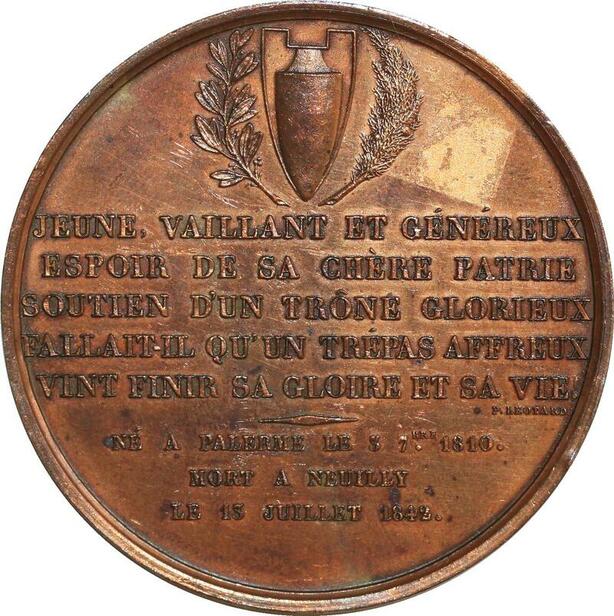 JEUNE, VAILLANT ET GÉNÉREUX
ESPOIR DE SA CHÈRE PATRIE
SOUTIEN D'UN TRÔNE GLORIEUX
FALLAIT-IL QU'UN TRÉPAS AFFREUX
VINT FINIR SA GLOIRE ET SA VIE.
P. LEOTARD
NÉ A PALERME LE 3 7.BRE 1810.
MORT A NEUILLY
LE 13 JUILLET 1842.